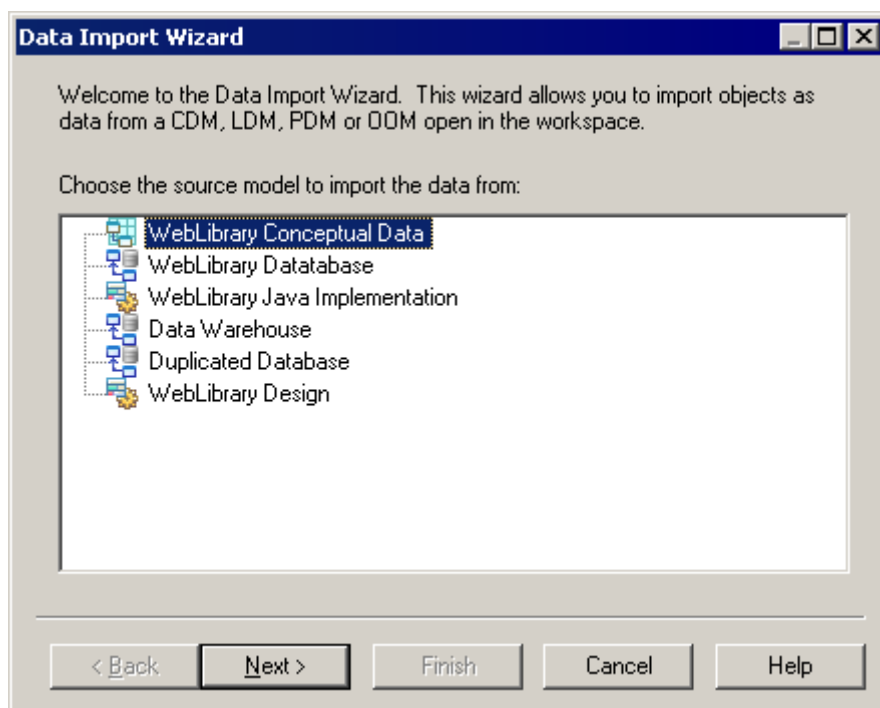 Data Import Wizard
Welcome to the Data Import Wizard. This wizard allows you to import objects as
data from a CDM, LDM, PDM or OOM open in the workspace.
Choose the source model to import the data from:
WebLibrary Conceptual Data
WebLibrary Datatabase
WebLibrary Java Implementation
Data Warehouse
Duplicated Database
WebLibrary Design
< Back Next > Finish Cancel Help